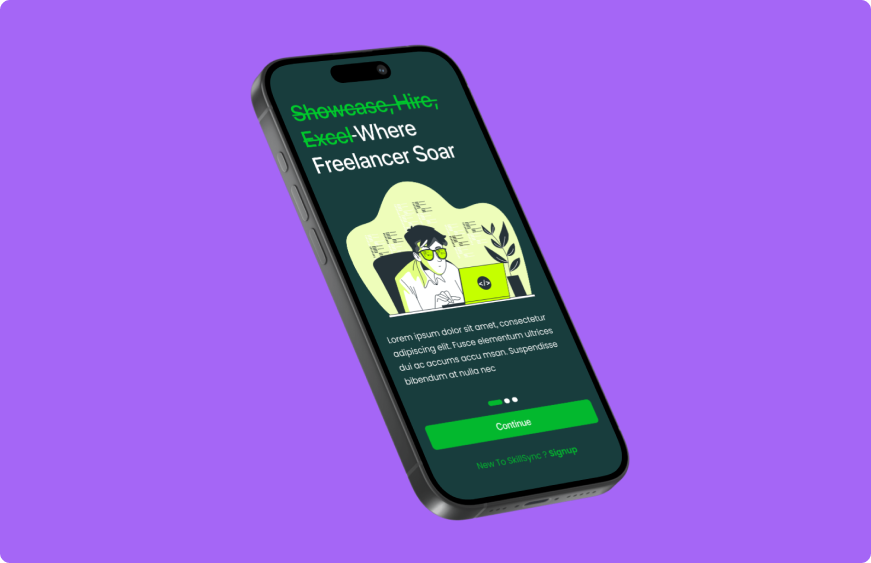 Showcase, Hire,
Excel-Where
Freelancer Soar
</>
Lorem ipsum dolor sit amet, consectetur
adipiscing elit. Fusce elementum ultrices
dui ac accums accu msan. Suspendisse
bibendum at nulla nec
Continue
New To SkillSync ? Signup